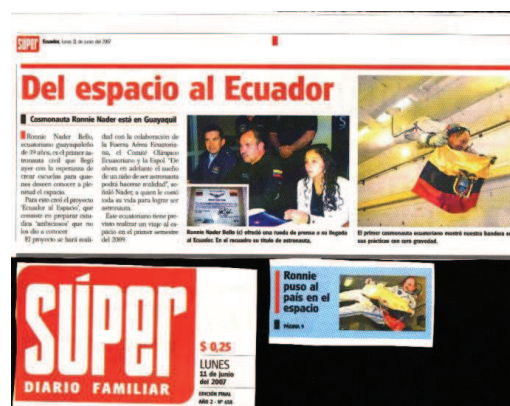 SÚPER
Ecuador, lunes 11 de junio del 2007
Del espacio al Ecuador
Cosmonauta Ronnie Nader está en Guayaquil
Ronnie Nader Bello,
ecuatoriano guayaquileño
de 39 años, es el primer as-
tronauta civil que llegó
ayer con la esperanza de
crear escuelas para quie-
nes deseen conocer a ple-
nitud el espacio.
Para esto creó el proyecto
'Ecuador al Espacio', que
consiste en preparar estu-
dios 'ambiciosos' que no
los dio a conocer
El proyecto se hará reali-
dad con la colaboración de
la Fuerza Aérea Ecuatoria-
na, el Comité Olímpico
Ecuatoriano y la Espol. "De
ahora en adelante el sueño
de un niño de ser astronauta
podrá hacerse realidad", se-
ñaló Nader, a quien le costó
toda su vida para lograr ser
astronauta.
Este ecuatoriano tiene pre-
visto realizar un viaje al es-
pacio en el primer semestre
del 2009.
Ronnie Nader Bello (c) ofreció una rueda de prensa a su llegada
al Ecuador. En el recuadro su título de astronauta.
El primer cosmonauta ecuatoriano mostró nuestra bandera en
sus prácticas con cero gravedad.
SÚPER
DIARIO FAMILIAR
$ 0,25
LUNES
11 de junio
del 2007
EDICIÓN FINAL
AÑO 2 - Nº
Ronnie
puso al
país en el
espacio
PÁGINA 9